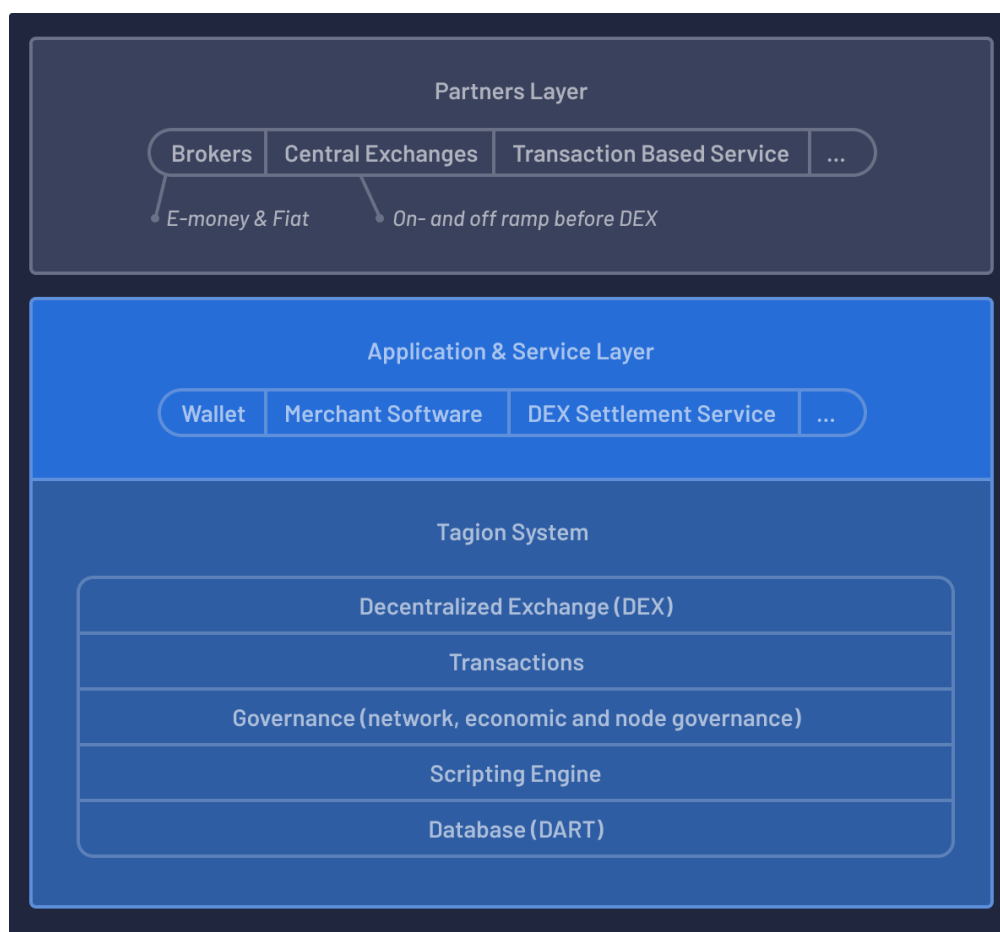 Partners Layer
Brokers Central Exchanges Transaction Based Service ...
E-money & Fiat On- and off ramp before DEX
Application & Service Layer
Wallet Merchant Software DEX Settlement Service ...
Tagion System
Decentralized Exchange (DEX)
Transactions
Governance (network, economic and node governance)
Scripting Engine
Database (DART)